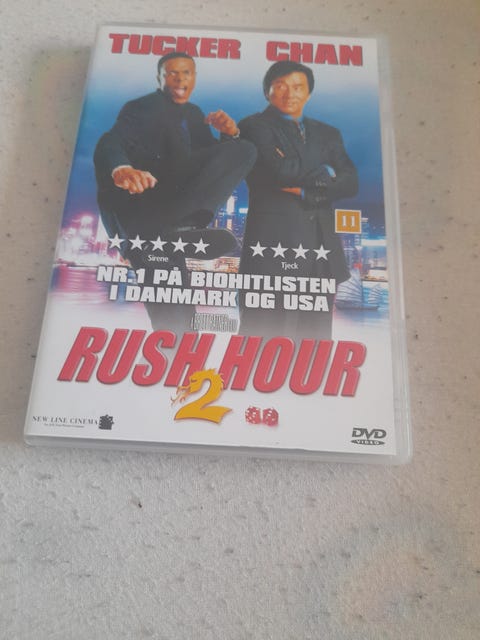 TUCKER CHAN
11
Sirene
Tjeck
NR.1 PÅ BIOHITLISTEN
I DANMARK OG USA
RUSH HOUR
2
NEW LINE CINEMA
DVD
VIDEO